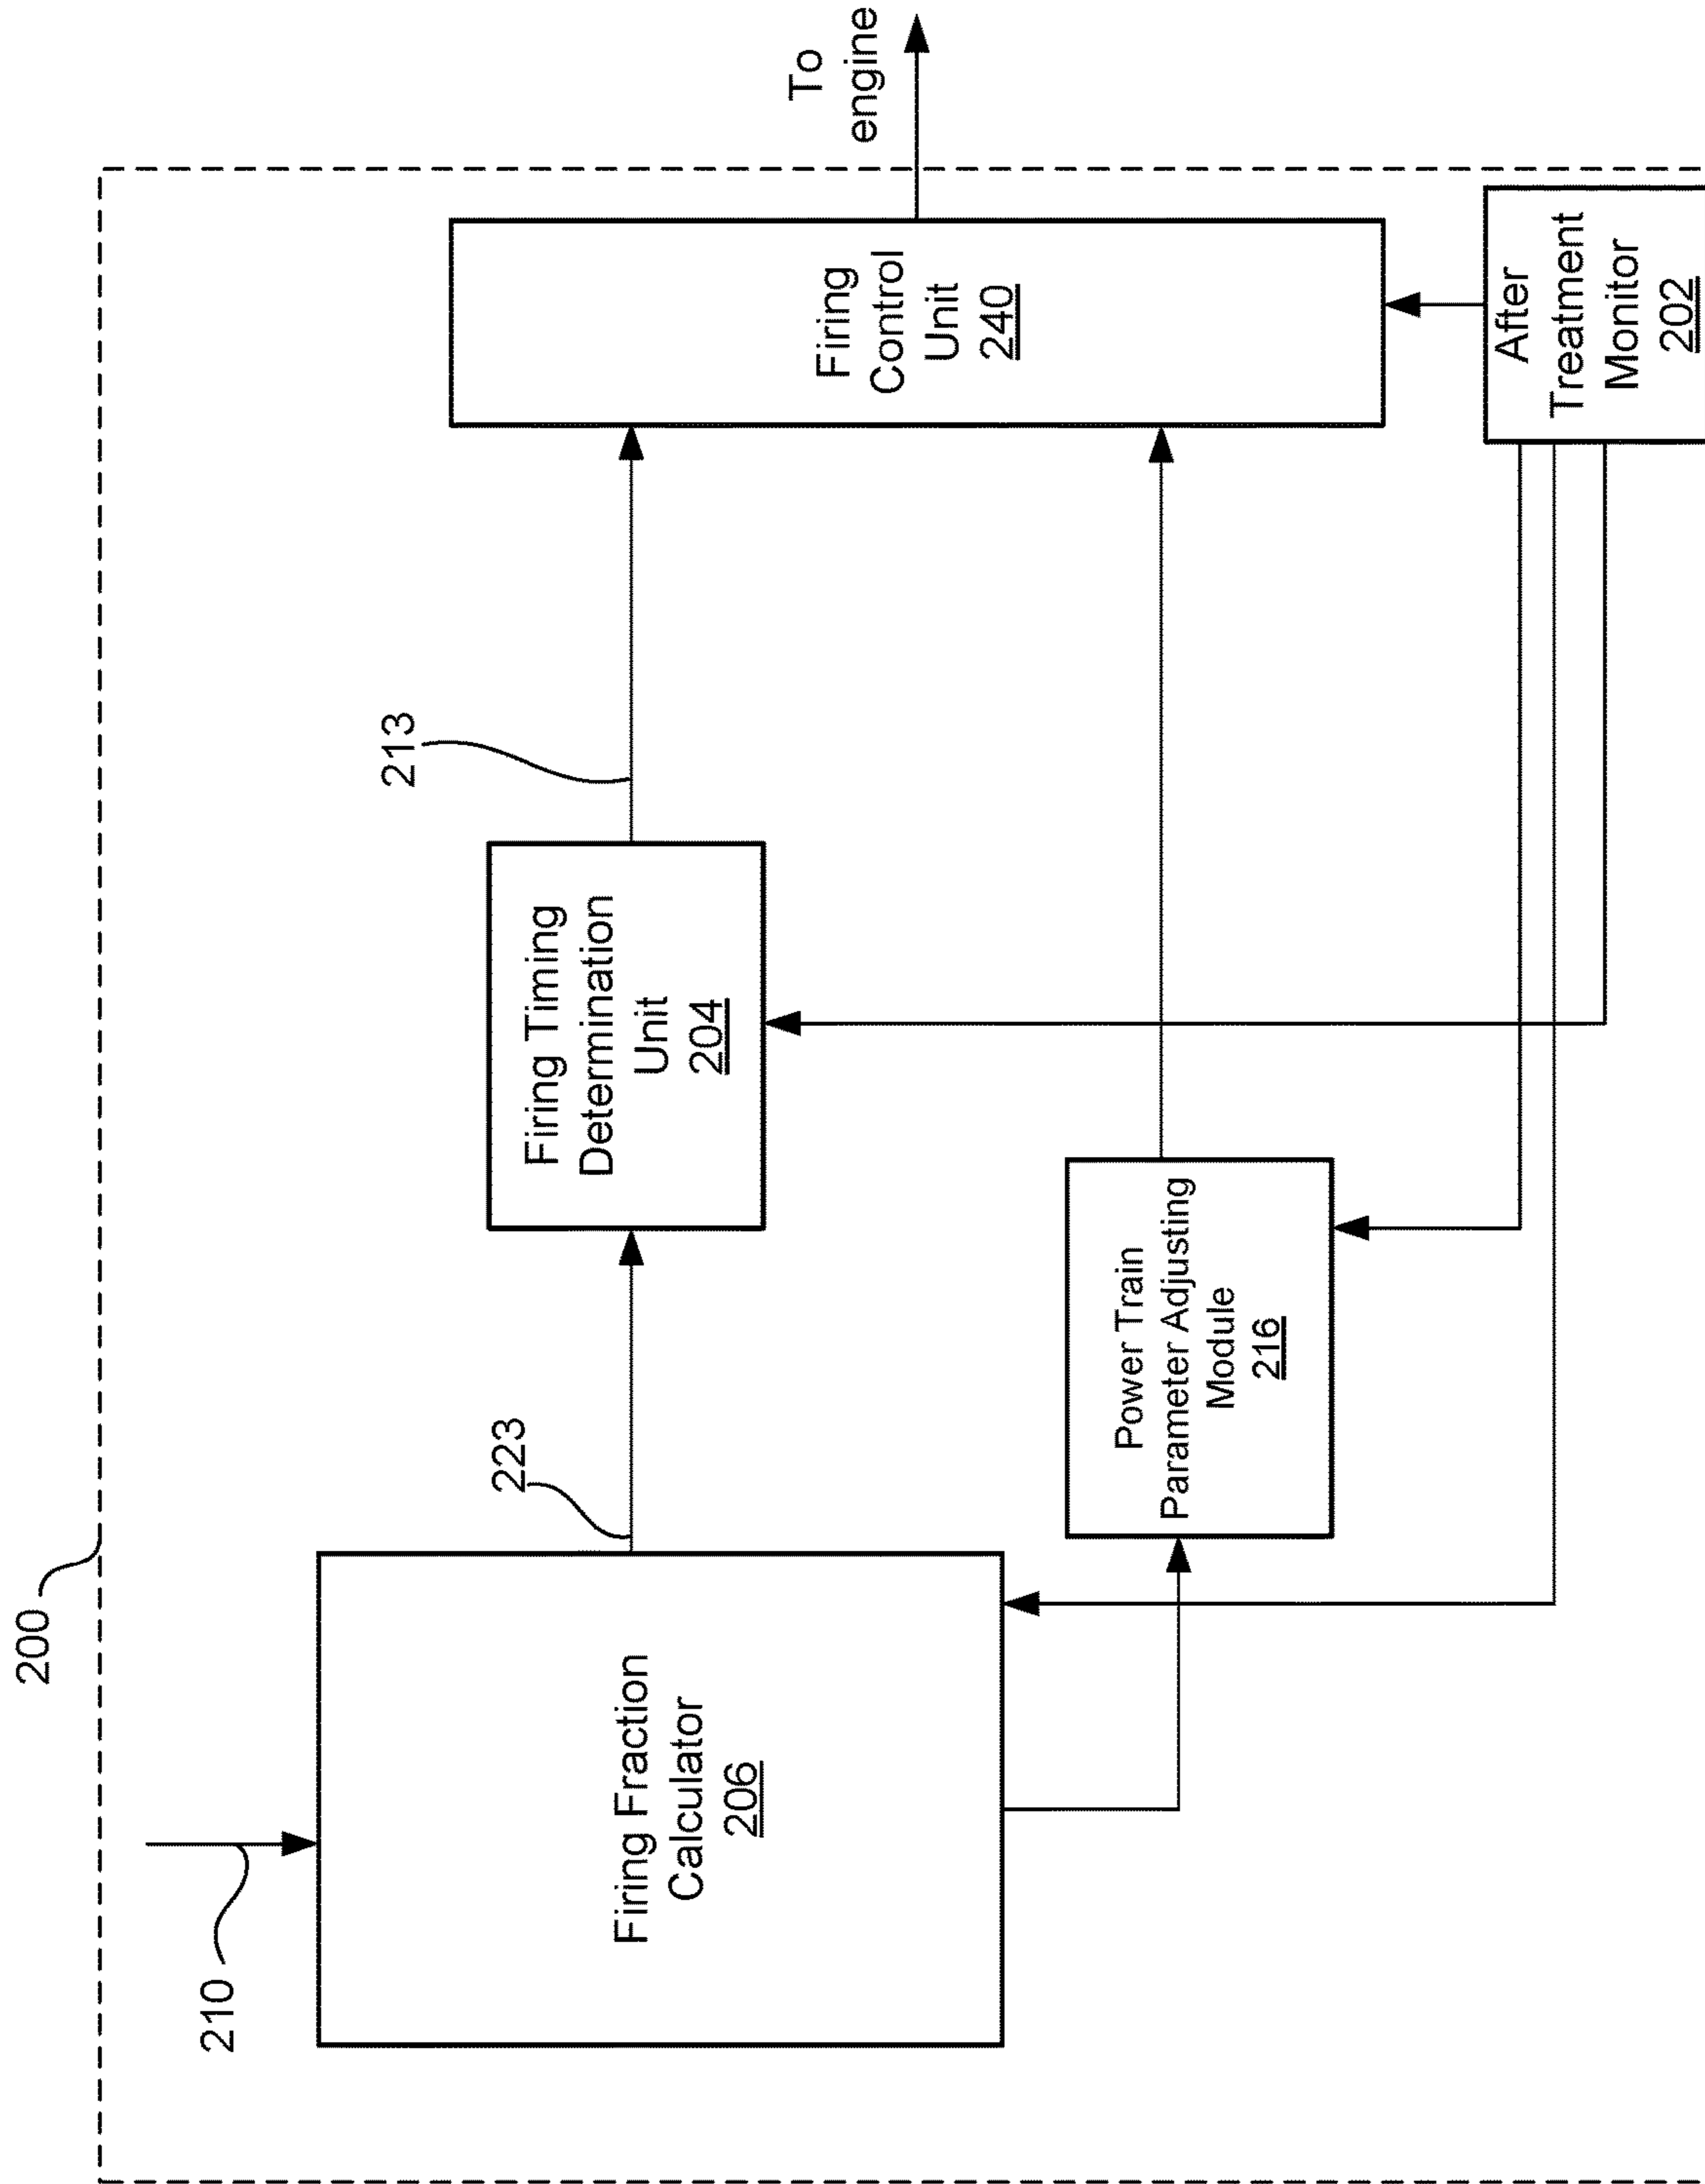 200
210
Firing Fraction
Calculator
206
223
Firing Timing
Determination
Unit
204
213
Power Train
Parameter Adjusting
Module
216
Firing
Control
Unit
240
After
Treatment
Monitor
202
To
engine